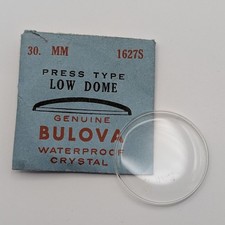 30. MM 1627S
PRESS TYPE
LOW DOME
GENUINE
BULOVA
WATERPROOF
CRYSTAL